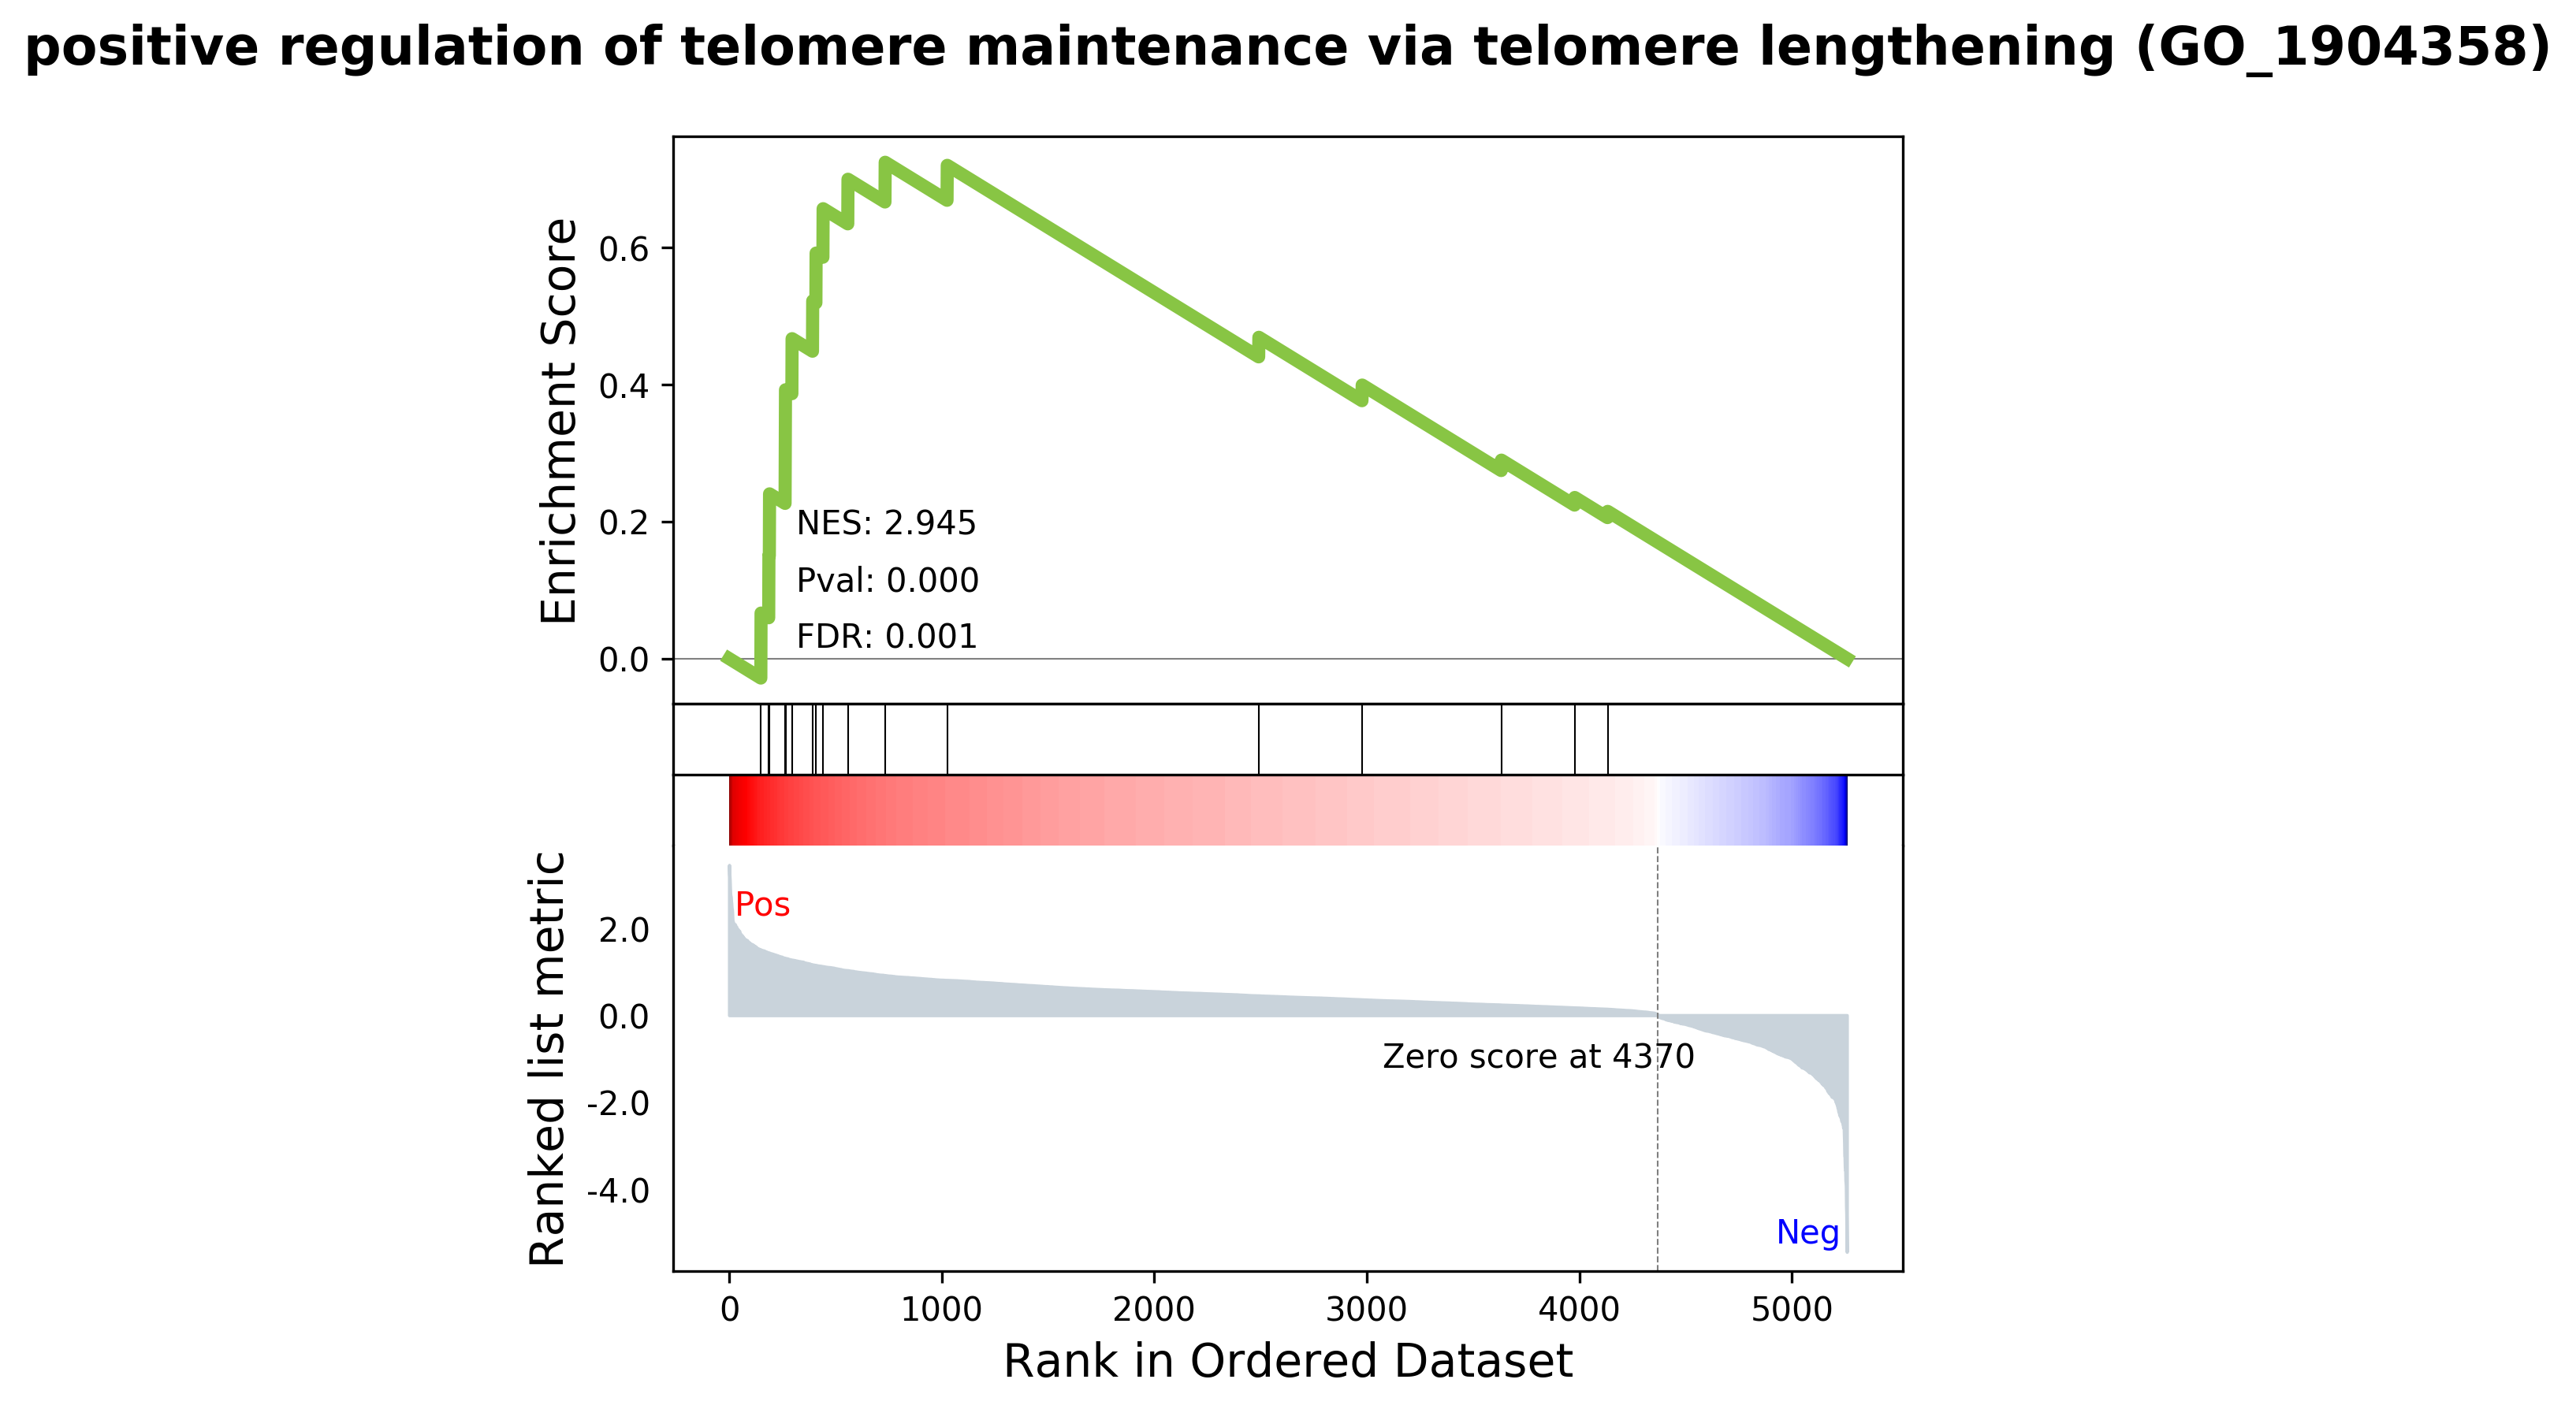 positive regulation of telomere maintenance via telomere lengthening (GO_1904358)
Enrichment Score
0.6
0.4
0.2
0.0
NES: 2.945
Pval: 0.000
FDR: 0.001
Ranked list metric
2.0
0.0
-2.0
-4.0
Pos
Zero score at 4370
Neg
0 1000 2000 3000 4000 5000
Rank in Ordered Dataset